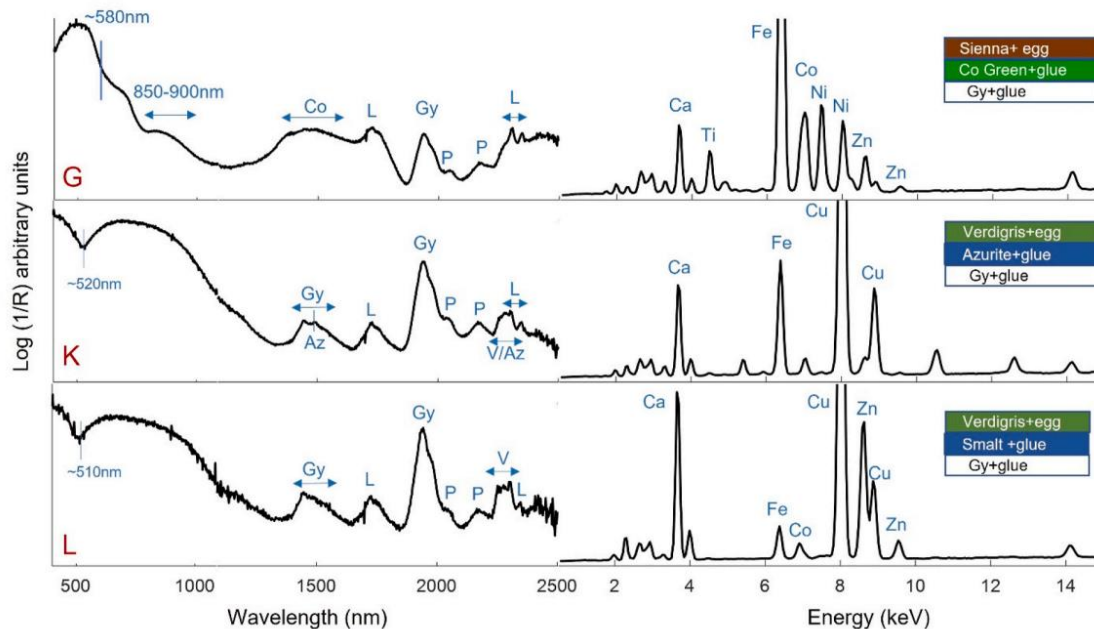 Log (1/R) arbitrary units
~580nm
850-900nm
Co
L
Gy
P
P
L
G
Fe
Ca
Ti
Co
Ni
Ni
Zn
Zn
Sienna+ egg
Co Green+glue
Gy+glue
~520nm
Gy
Az
L
Gy
P
P
L
V/Az
K
Ca
Fe
Cu
Cu
Verdigris+egg
Azurite+glue
Gy+glue
~510nm
Gy
L
Gy
P
P
V
L
L
Ca
Fe
Co
Cu
Zn
Cu
Zn
Verdigris+egg
Smalt +glue
Gy+glue
500
1000
1500
2000
2500
Wavelength (nm)
2
4
6
8
10
12
14
Energy (keV)